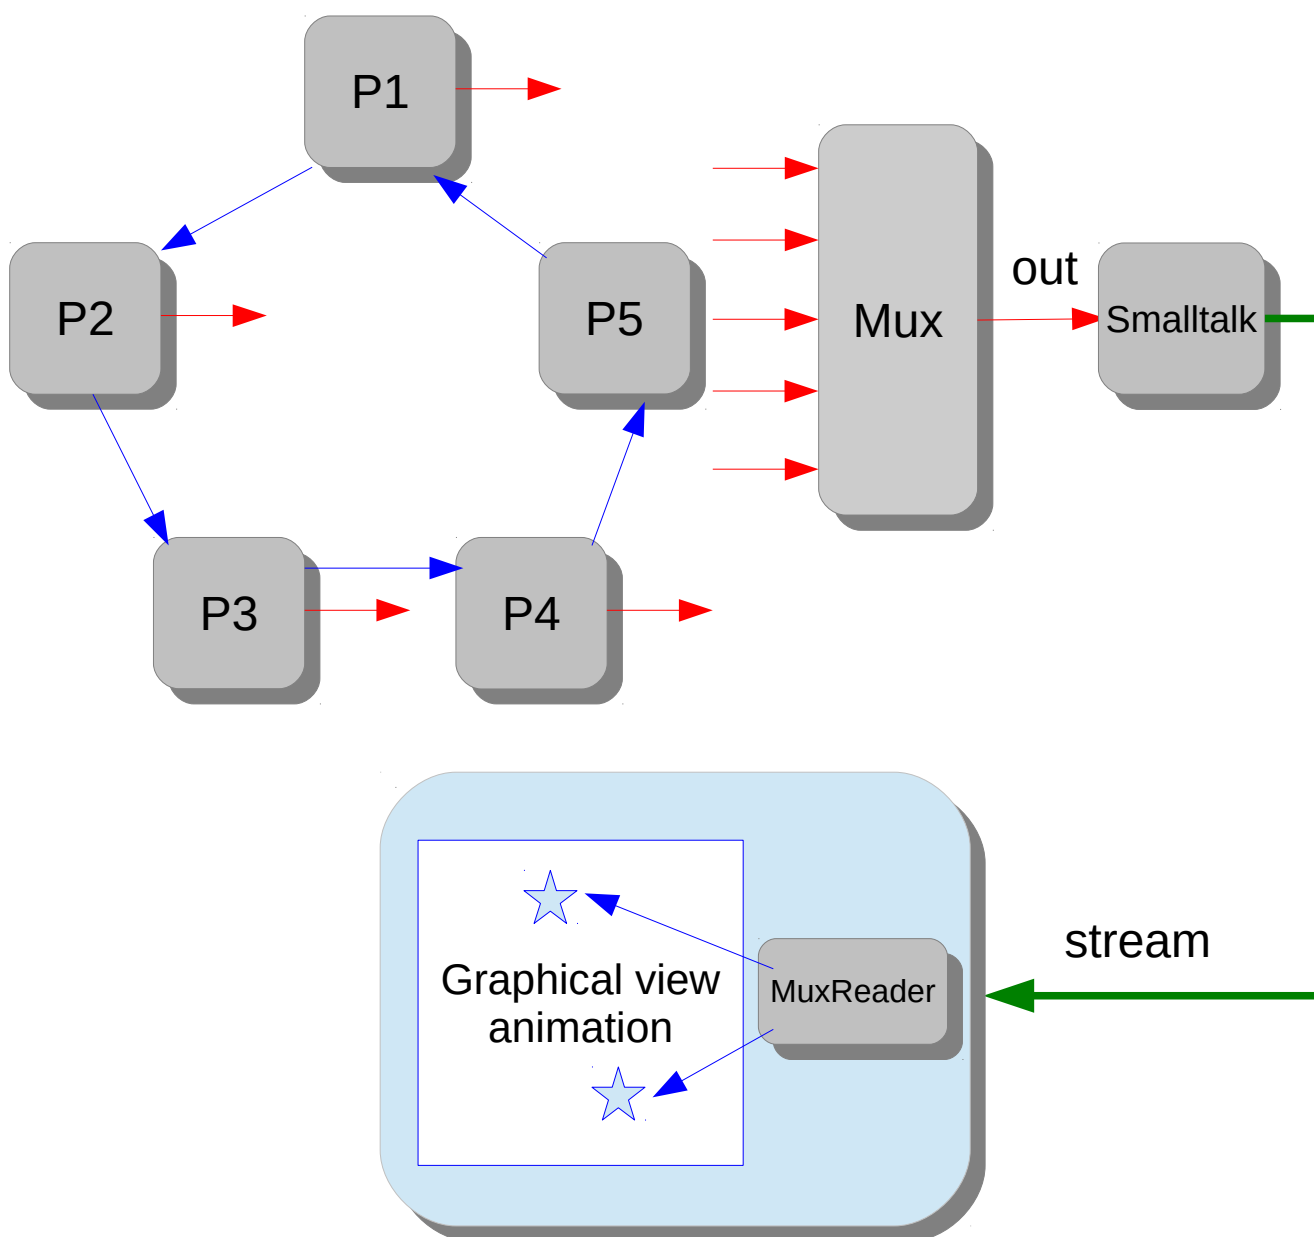 P1
P2
P5
Mux
out
Smalltalk
P3
P4
stream
Graphical view
animation
MuxReader